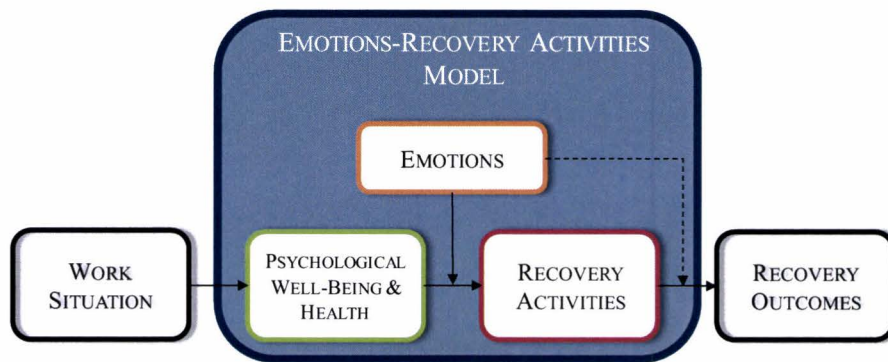 EMOTIONS-RECOVERY ACTIVITIES
MODEL
EMOTIONS
WORK
SITUATION
PSYCHOLOGICAL
WELL-BEING &
HEALTH
RECOVERY
ACTIVITIES
RECOVERY
OUTCOMES